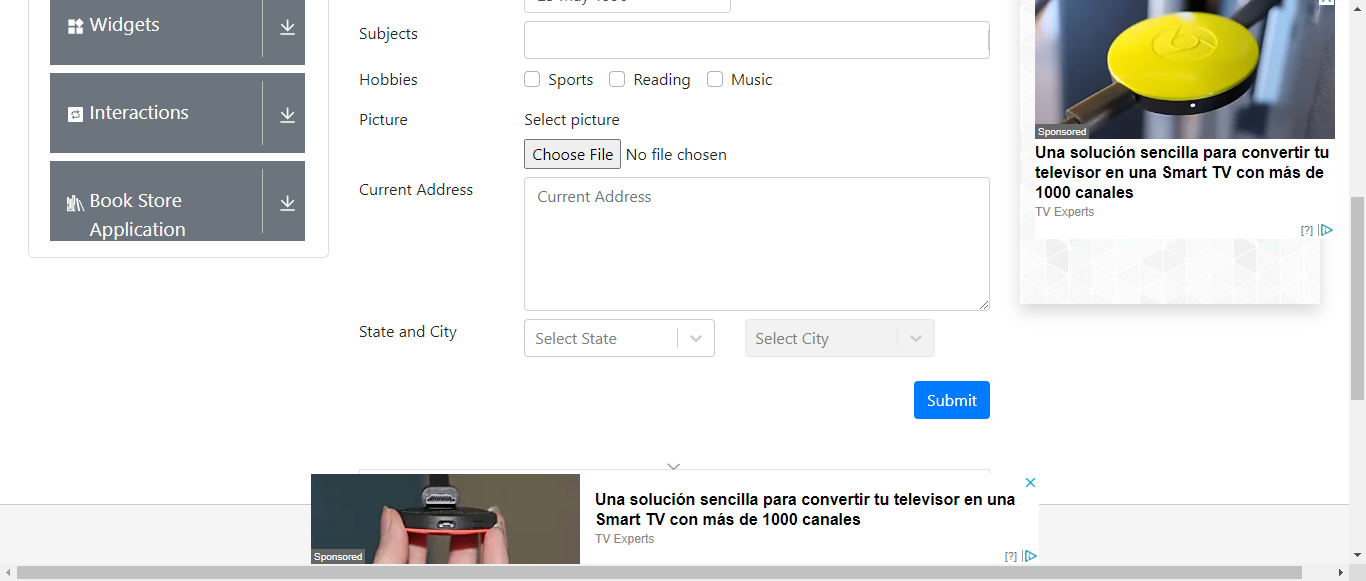 Widgets
Interactions
Book Store
Application
Subjects
Hobbies
Sports
Reading
Music
Picture
Select picture
Choose File No file chosen
Current Address
Current Address
State and City
Select State
Select City
Submit
Sponsored
Una solución sencilla para convertir tu
televisor en una Smart TV con más de
1000 canales
TV Experts
[?]
Sponsored
Una solución sencilla para convertir tu televisor en una
Smart TV con más de 1000 canales
TV Experts
[?]